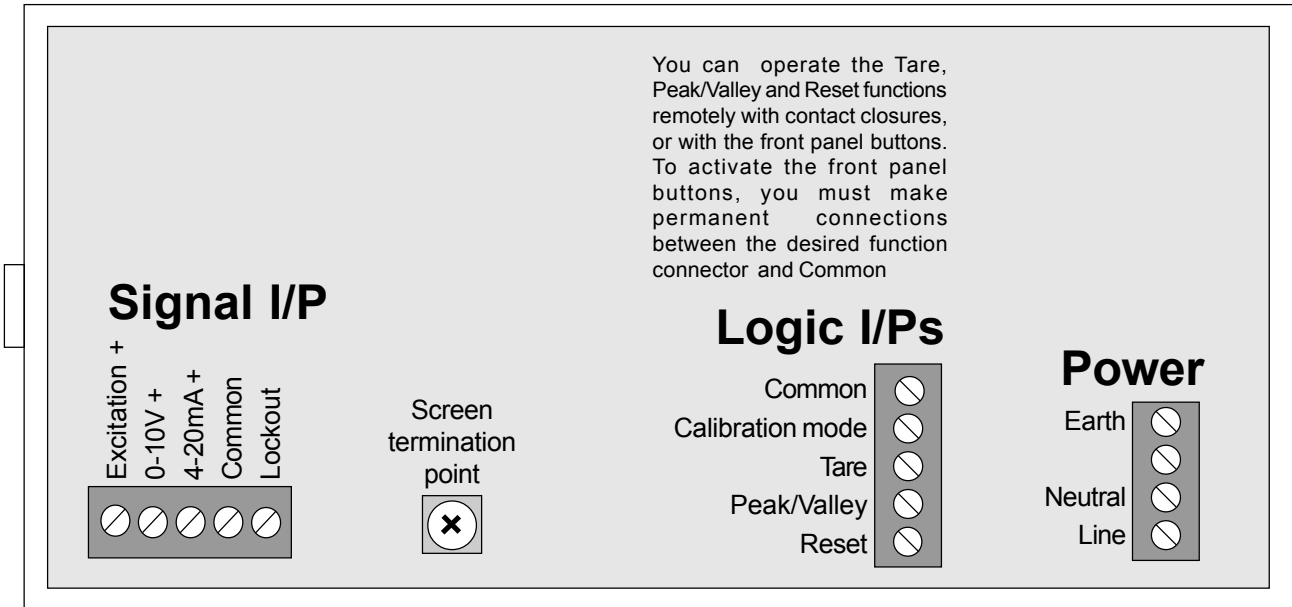 You can operate the Tare,
Peak/Valley and Reset functions
remotely with contact closures,
or with the front panel buttons.
To activate the front panel
buttons, you must make
permanent connections
between the desired function
connector and Common
Signal I/P
Excitation +
0-10V +
4-20mA +
Common
Lockout
Screen
termination
point
Logic I/Ps
Common
Calibration mode
Tare
Peak/Valley
Reset
Power
Earth
Neutral
Line